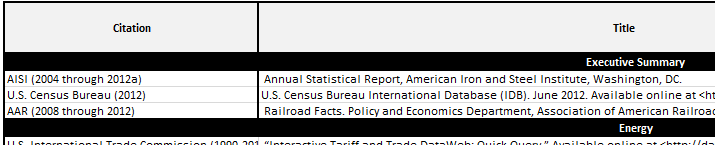 Citation Title
Executive Summary
AISI (2004 through 2012a) Annual Statistical Report, American Iron and Steel Institute, Washington, DC.
U.S. Census Bureau (2012) U.S. Census Bureau International Database (IDB). June 2012. Available online at <ht
AAR (2008 through 2012) Railroad Facts. Policy and Economics Department, Association of American Railroa
Energy
U.S. International Trade Commission (1990-201 "Interactive Tariff and Trade DataWeb: Quick Query." Available online at <http://da